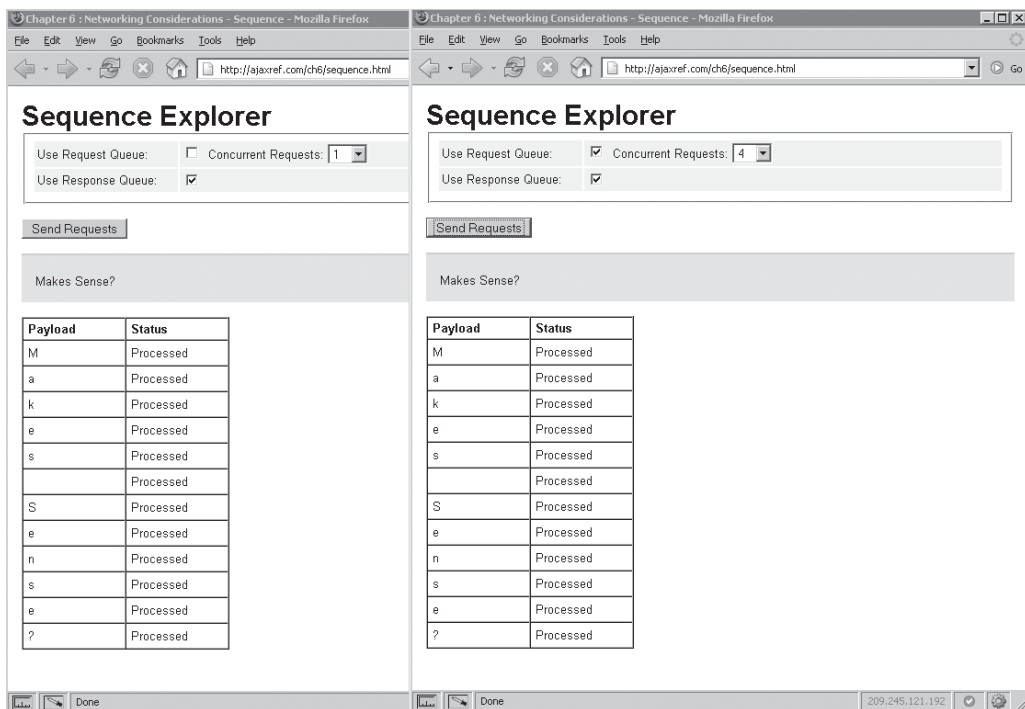 Chapter 6 : Networking Considerations - Sequence - Mozilla Firefox
File Edit View Go Bookmarks Tools Help
http://ajaxref.com/ch6/sequence.html
Sequence Explorer
Use Request Queue: Concurrent Requests: 1
Use Response Queue:
Send Requests
Makes Sense?
Payload Status
M Processed
a Processed
k Processed
e Processed
s Processed
Processed
S Processed
e Processed
n Processed
s Processed
e Processed
? Processed
Done
Chapter 6 : Networking Considerations - Sequence - Mozilla Firefox
File Edit View Go Bookmarks Tools Help
http://ajaxref.com/ch6/sequence.html Go
Sequence Explorer
Use Request Queue: Concurrent Requests: 4
Use Response Queue:
Send Requests
Makes Sense?
Payload Status
M Processed
a Processed
k Processed
e Processed
s Processed
Processed
S Processed
e Processed
n Processed
s Processed
e Processed
? Processed
Done 209.245.121.192